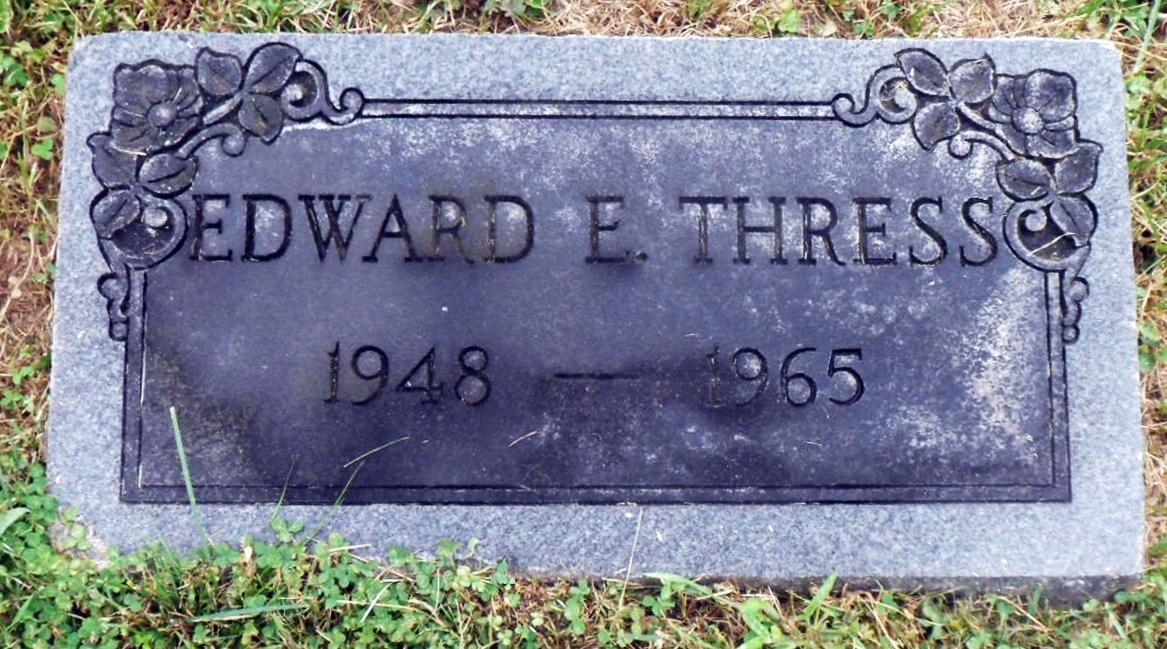 EDWARD E. THRESS
1948 — 1965